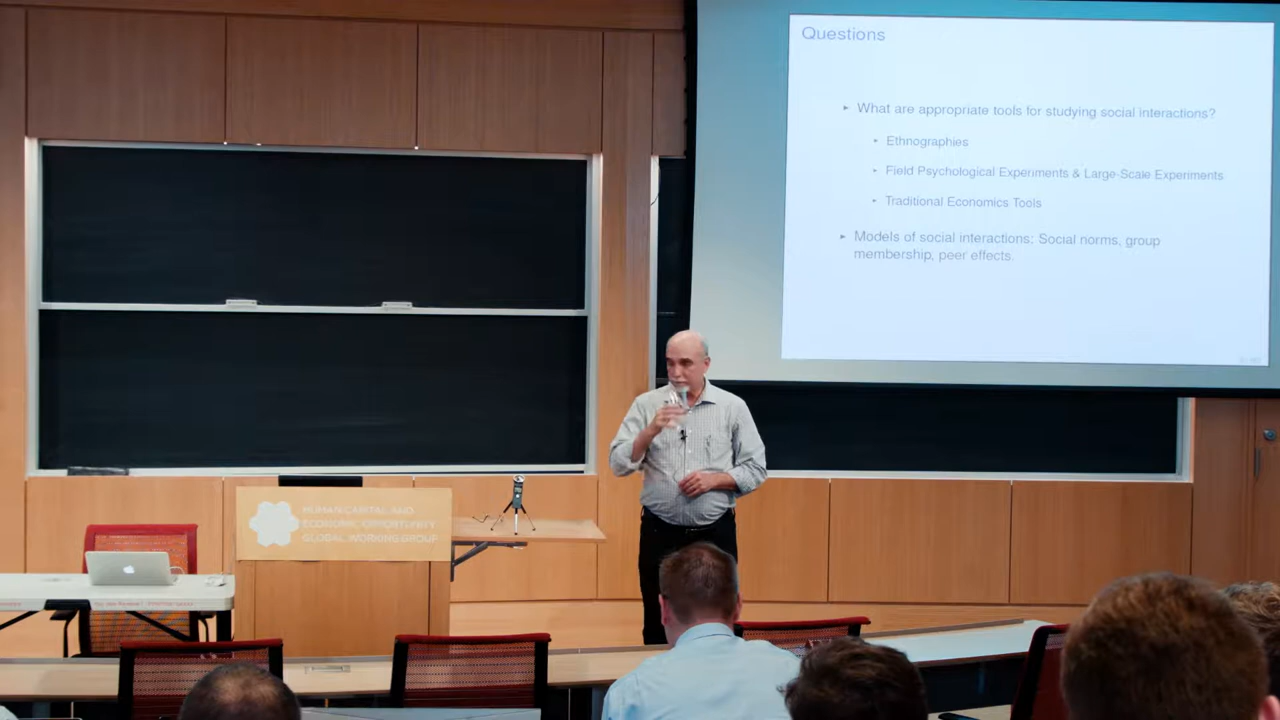 Questions
What are appropriate tools for studying social interactions?
Ethnographies
Field Psychological Experiments & Large-Scale Experiments
Traditional Economics Tools
Models of social interactions: Social norms, group
membership, peer effects.
HUMAN CAPITAL AND
ECONOMIC OPPORTUNITY
GLOBAL WORKING GROUP